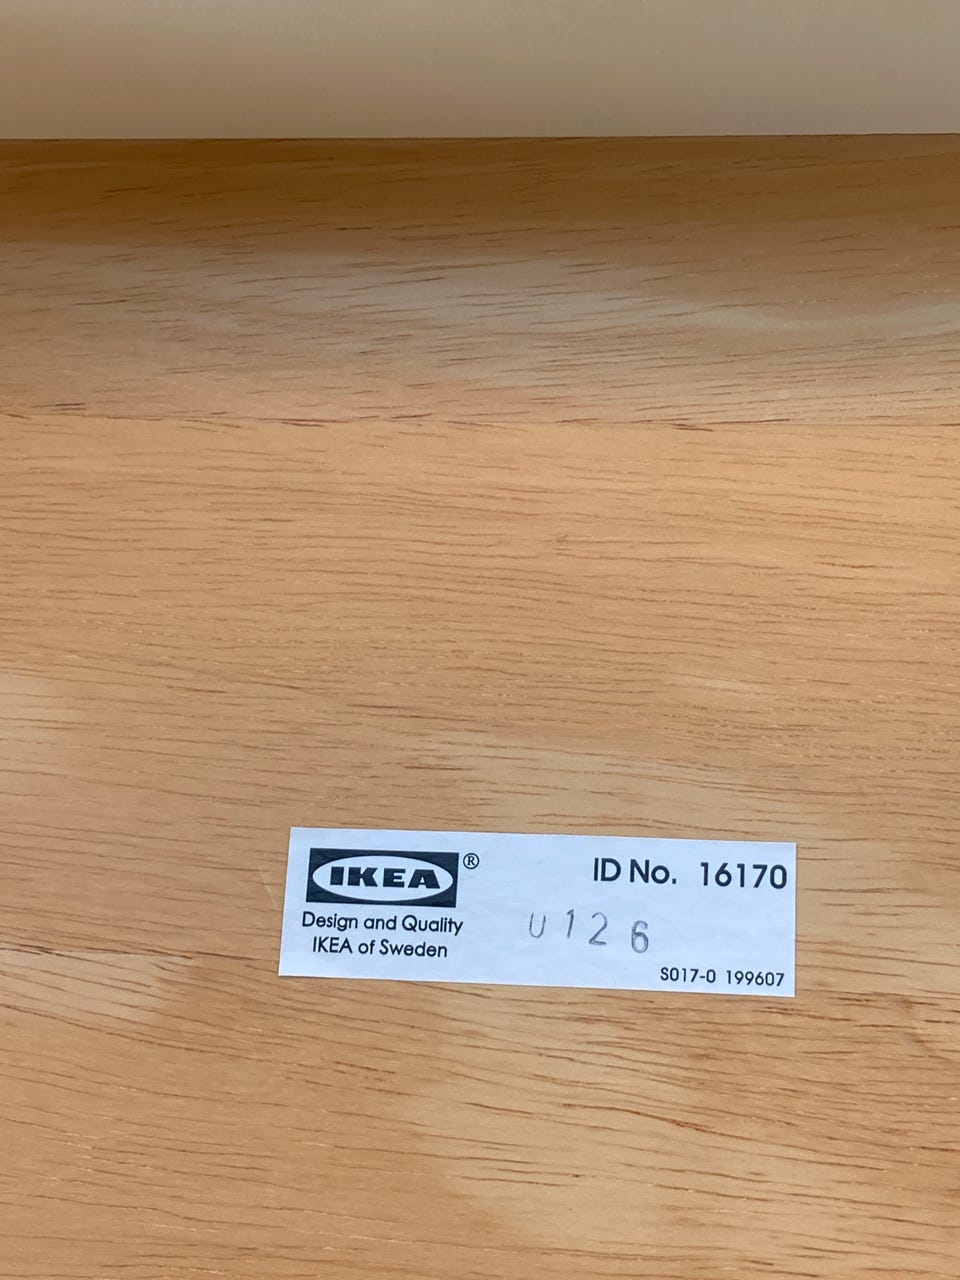 IKEA®
Design and Quality
IKEA of Sweden
ID No. 16170
U126
S017-0 199607